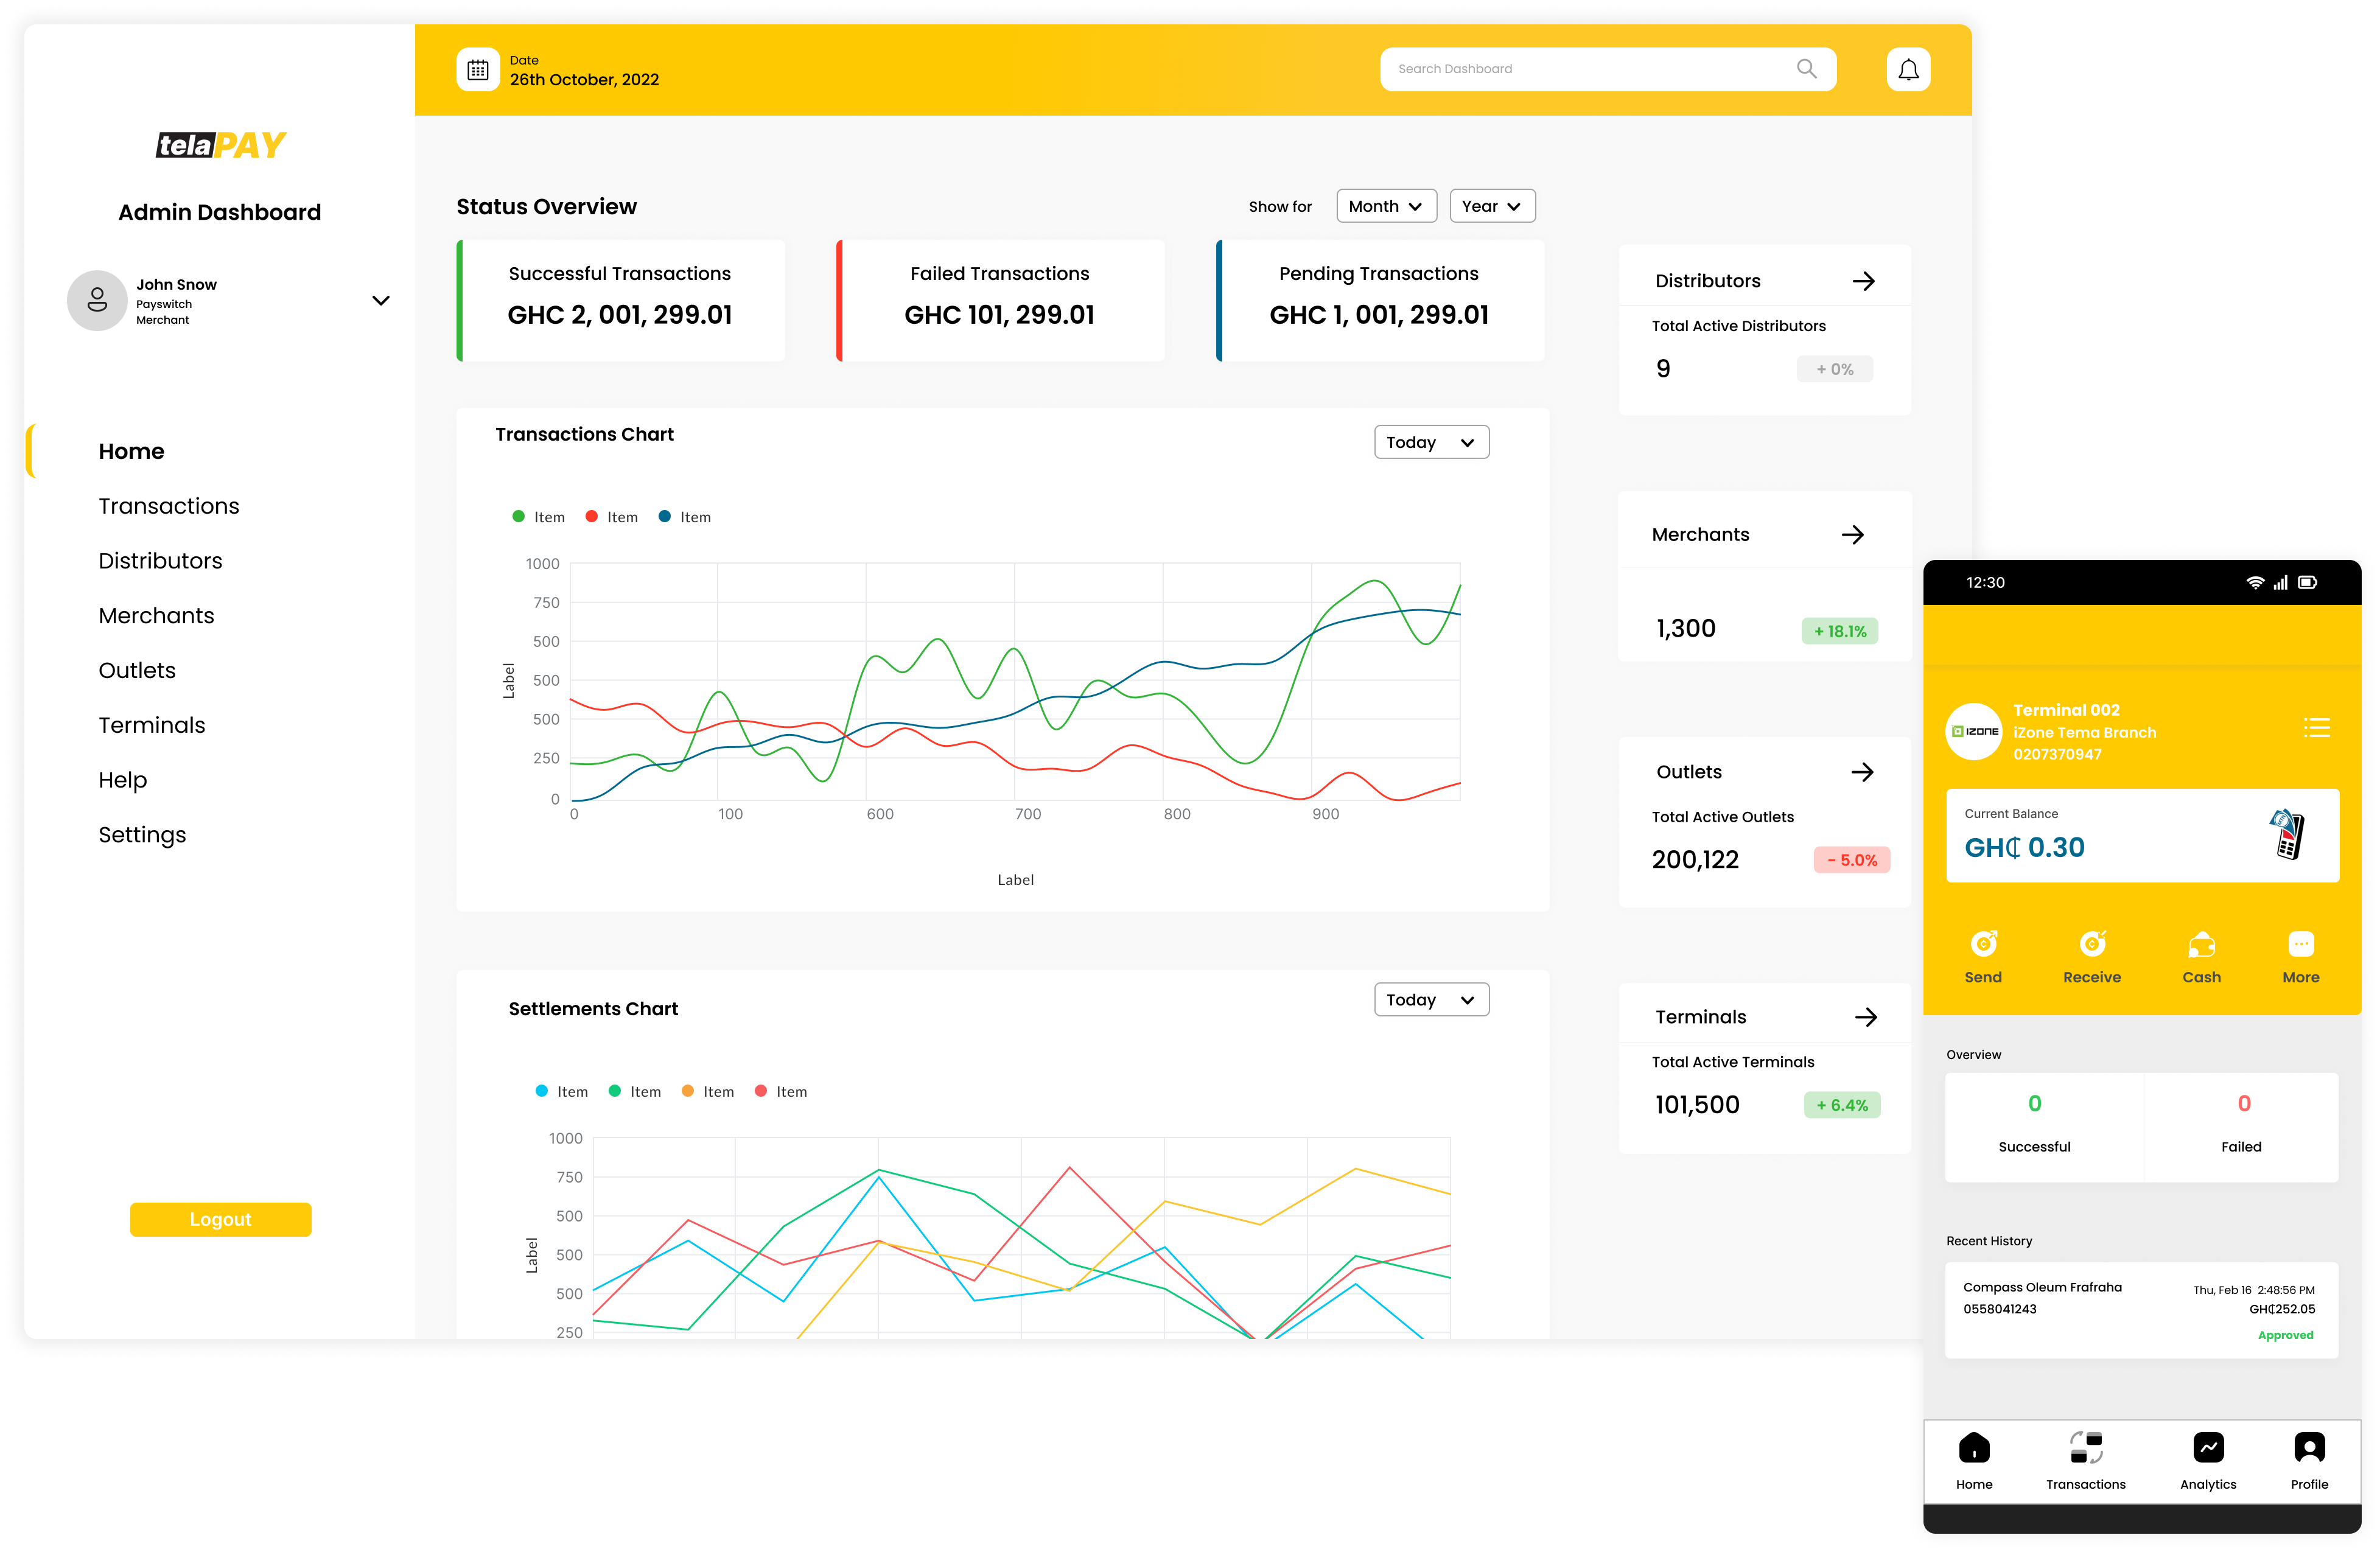 telaPAY
Admin Dashboard
John Snow
Payswitch
Merchant
Home
Transactions
Distributors
Merchants
Outlets
Terminals
Help
Settings
Logout
Date
26th October, 2022
Search Dashboard
Status Overview
Show for
Month
Year
Successful Transactions
GHC 2, 001, 299.01
Failed Transactions
GHC 101, 299.01
Pending Transactions
GHC 1, 001, 299.01
Transactions Chart
Today
Item Item Item
1000
750
500
500
500
250
0
Label
0 100 600 700 800 900
Label
Settlements Chart
Today
Item Item Item Item
1000
750
500
500
500
250
Label
Distributors
Total Active Distributors
9
+ 0%
Merchants
1,300
+ 18.1%
Outlets
Total Active Outlets
200,122
- 5.0%
Terminals
Total Active Terminals
101,500
+ 6.4%
12:30
iZONE
Terminal 002
iZone Tema Branch
0207370947
Current Balance
GH₵ 0.30
Send
Receive
Cash
More
Overview
0
Successful
0
Failed
Recent History
Compass Oleum Frafraha
0558041243
Thu, Feb 16 2:48:56 PM
GH₵252.05
Approved
Home
Transactions
Analytics
Profile